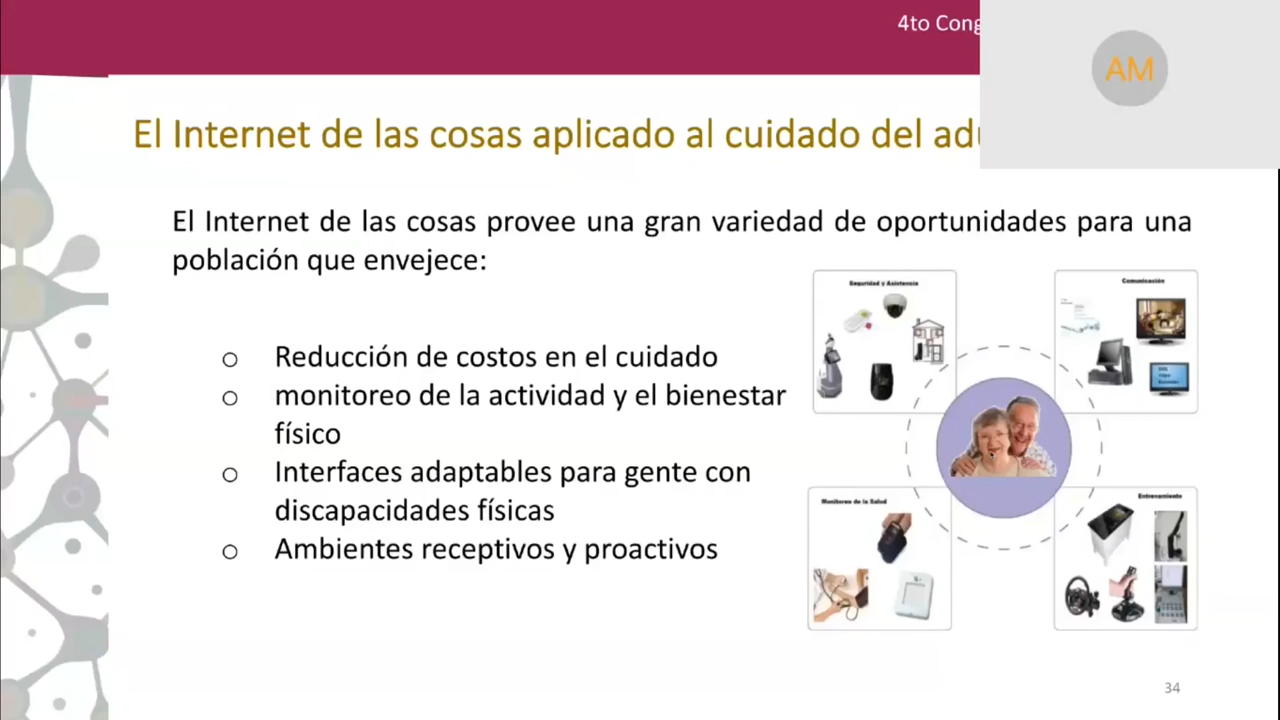 4to Cong
AM
El Internet de las cosas aplicado al cuidado del adu
El Internet de las cosas provee una gran variedad de oportunidades para una
población que envejece:
Seguridad y Asistencia
Comunicación
o Reducción de costos en el cuidado
o monitoreo de la actividad y el bienestar
físico
o Interfaces adaptables para gente con
discapacidades físicas
o Ambientes receptivos y proactivos
Monitoreo de la Salud
Entrenamiento
34